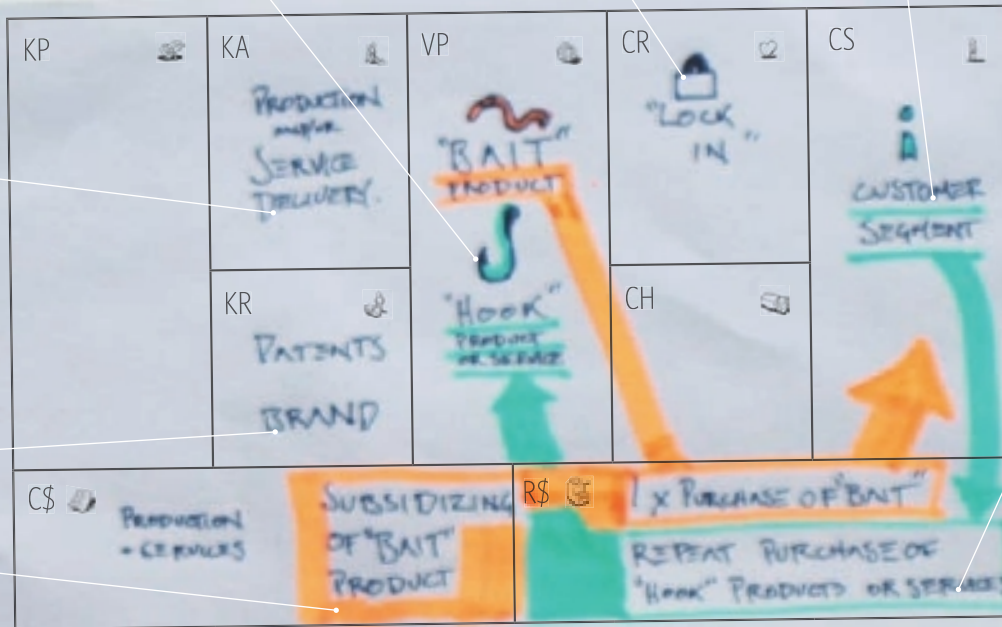 KP
KA
PRODUCTION
and/or
SERVICE
DELIVERY.
VP
"BAIT"
PRODUCT
"HOOK"
PRODUCT
OR SERVICE
CR
"LOCK
IN"
CS
CUSTOMER
SEGMENT
KR
PATENTS
BRAND
CH
C$
PRODUCTION
+ SERVICES
SUBSIDIZING
OF "BAIT"
PRODUCT
R$
1 x PURCHASE OF "BAIT"
REPEAT PURCHASE OF
"HOOK" PRODUCTS OR SERVICES